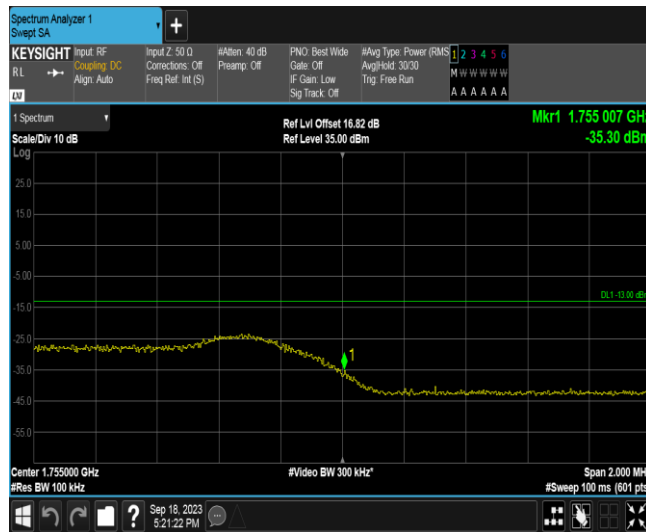 Spectrum Analyzer 1
Swept SA
+
KEYSIGHT
RL
LXI
Input: RF
Coupling: DC
Align: Auto
Input Z: 50 Ω
Corrections: Off
Freq Ref: Int (S)
#Atten: 40 dB
Preamp: Off
PNO: Best Wide
Gate: Off
IF Gain: Low
Sig Track: Off
#Avg Type: Power (RMS
Avg|Hold: 30/30
Trig: Free Run
1 2 3 4 5 6
M W W W W W
A A A A A A
1 Spectrum
Scale/Div 10 dB
Log
Ref Lvl Offset 16.82 dB
Ref Level 35.00 dBm
Mkr1 1.755 007 GHz
-35.30 dBm
25.0
15.0
5.00
-5.00
DL1 -13.00 dBm
-15.0
-25.0
1
-35.0
-45.0
-55.0
Center 1.755000 GHz
#Res BW 100 kHz
#Video BW 300 kHz*
Span 2.000 MH
#Sweep 100 ms (601 pts
?
Sep 18, 2023
5:21:22 PM